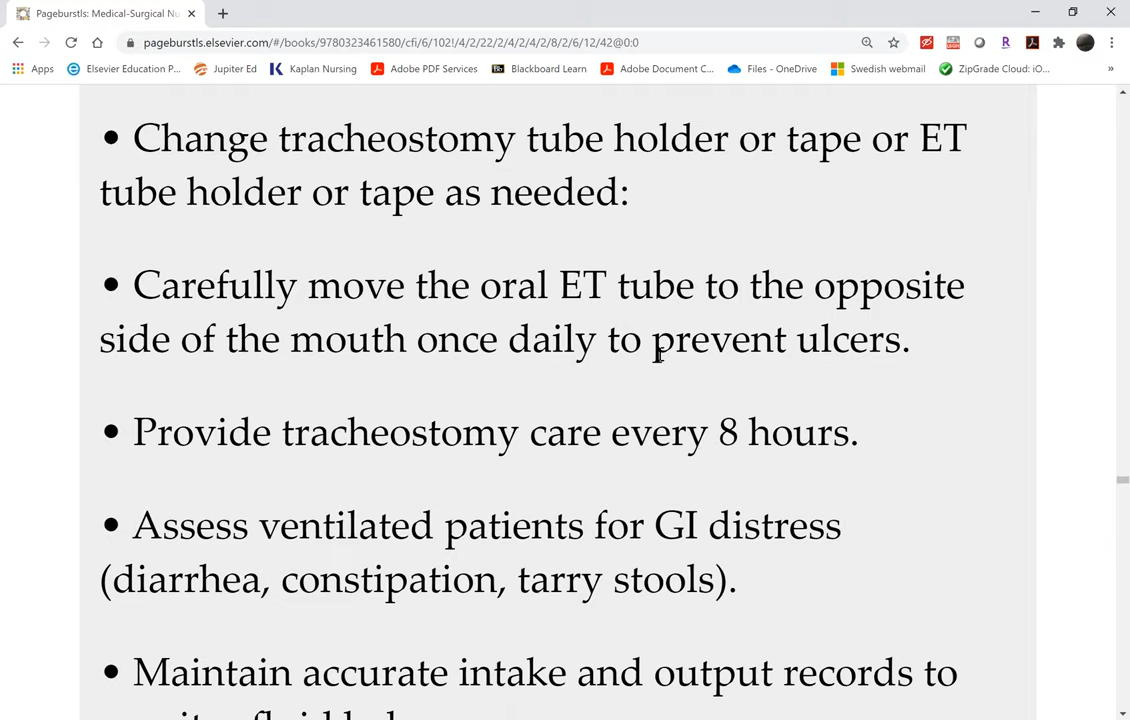 Pageburstls: Medical-Surgical Nu
pageburstls.elsevier.com/#/books/9780323461580/cfi/6/102!/4/2/22/2/4/2/4/2/8/2/6/12/42@0:0
Apps
Elsevier Education P...
Jupiter Ed
Kaplan Nursing
Adobe PDF Services
Blackboard Learn
Adobe Document C...
Files - OneDrive
Swedish webmail
ZipGrade Cloud: iO...
»
• Change tracheostomy tube holder or tape or ET
tube holder or tape as needed:
• Carefully move the oral ET tube to the opposite
side of the mouth once daily to prevent ulcers.
• Provide tracheostomy care every 8 hours.
• Assess ventilated patients for GI distress
(diarrhea, constipation, tarry stools).
• Maintain accurate intake and output records to